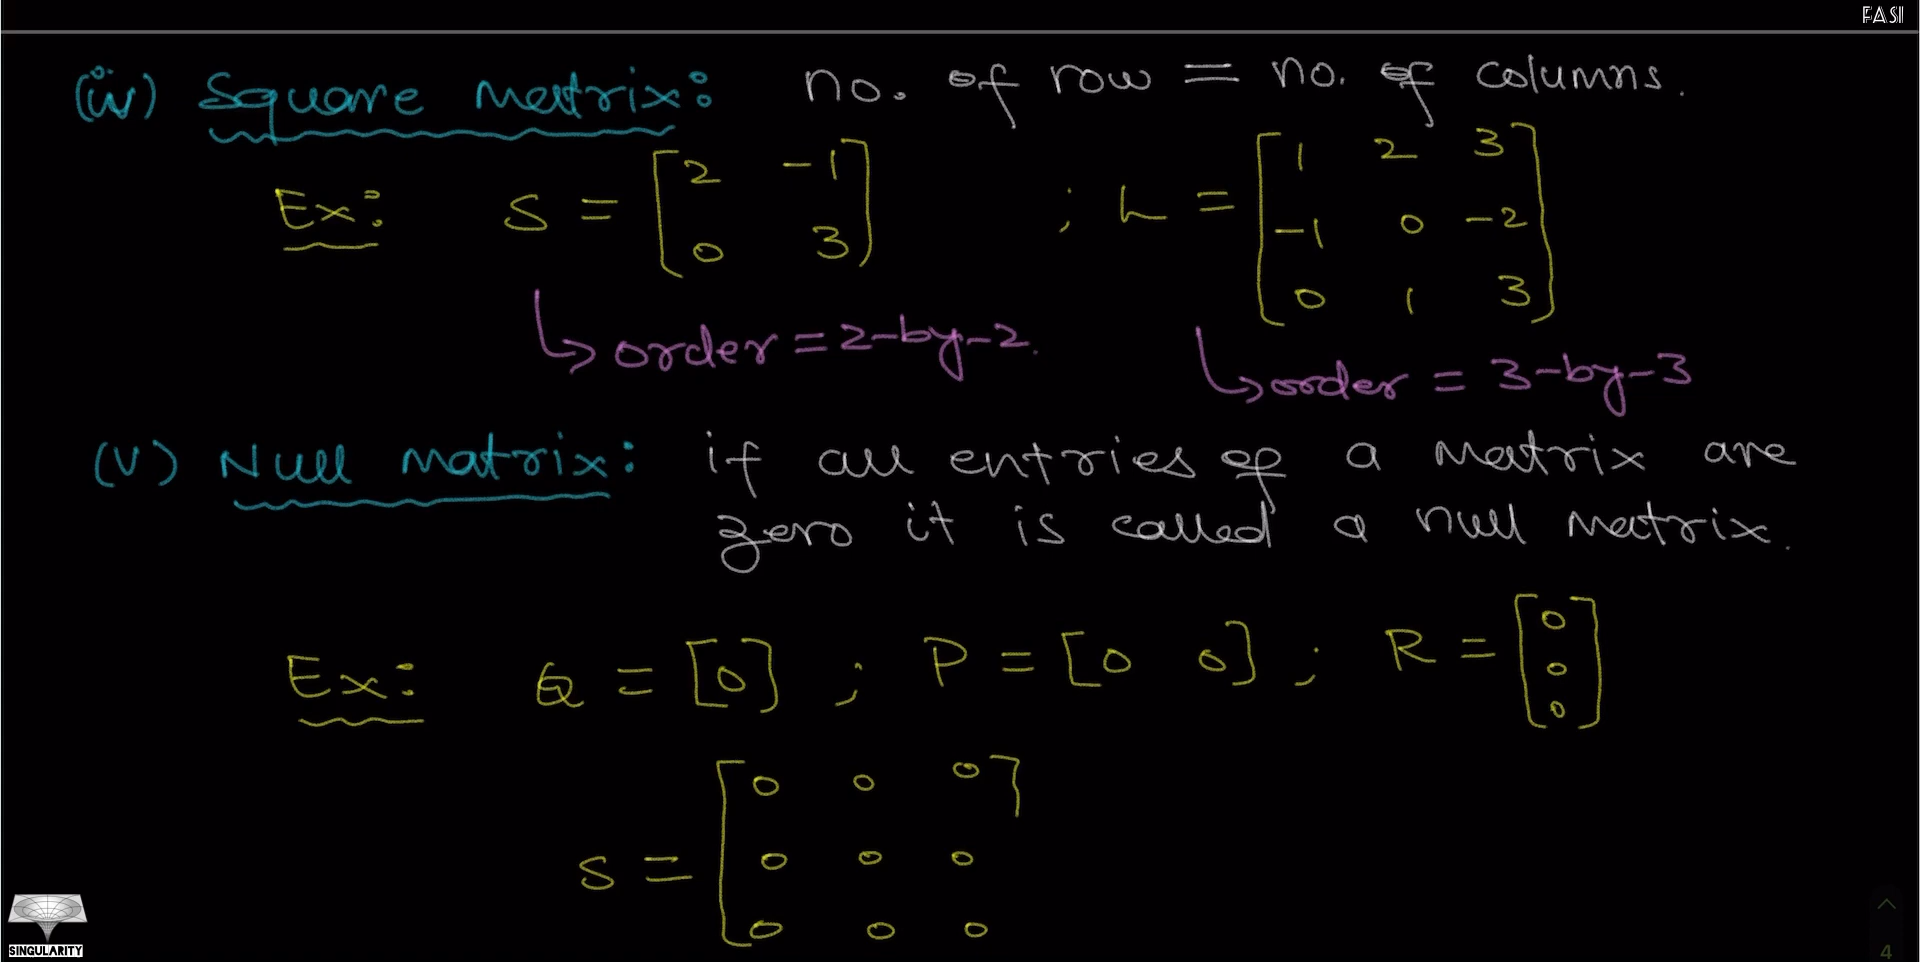 FASI
(iv) Square matrix: no. of row = no. of columns.
Ex: S = [2 -1; 0 3] ; L = [1 2 3; -1 0 -2; 0 1 3]
↳ order = 2-by-2.
↳ order = 3-by-3
(V) Null matrix: if all entries of a matrix are
zero it is called a null matrix.
Ex: Q = [0] ; P = [0 0] ; R = [0; 0; 0]
S = [0 0 0; 0 0 0; 0 0 0
SINGULARITY
4